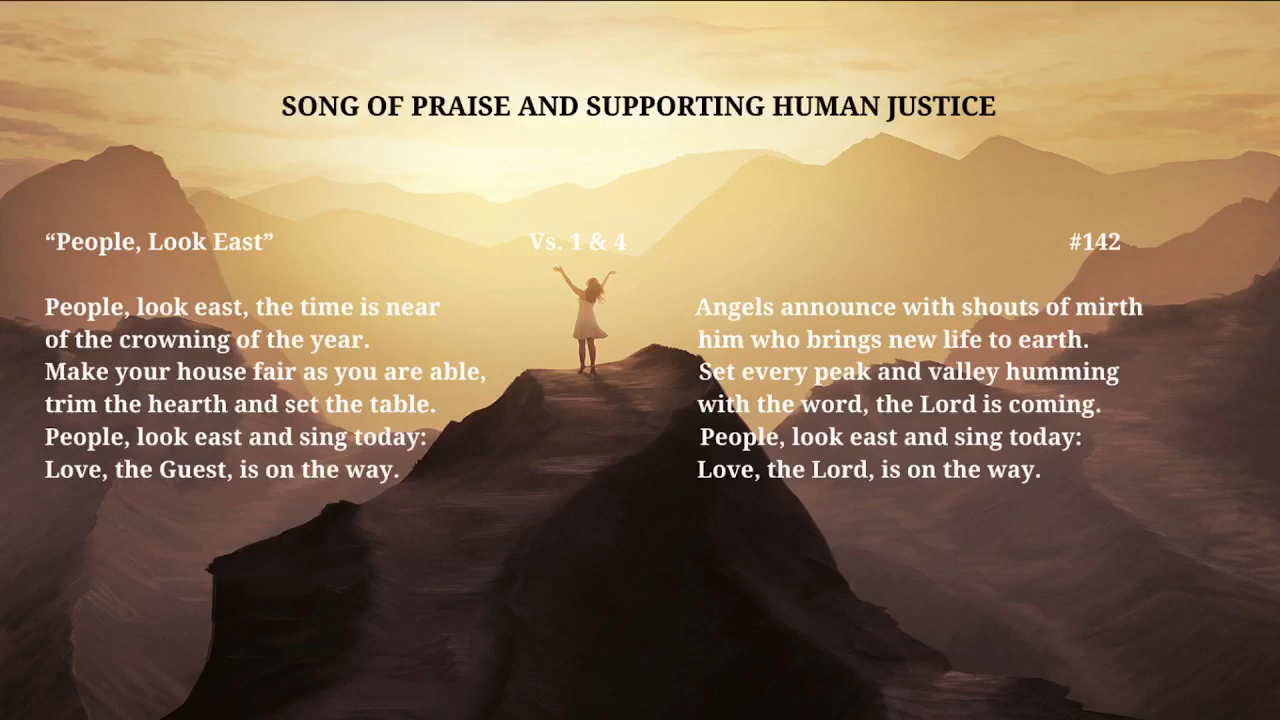 SONG OF PRAISE AND SUPPORTING HUMAN JUSTICE
“People, Look East” Vs. 1 & 4 #142
People, look east, the time is near
of the crowning of the year.
Make your house fair as you are able,
trim the hearth and set the table.
People, look east and sing today:
Love, the Guest, is on the way.
Angels announce with shouts of mirth
him who brings new life to earth.
Set every peak and valley humming
with the word, the Lord is coming.
People, look east and sing today:
Love, the Lord, is on the way.